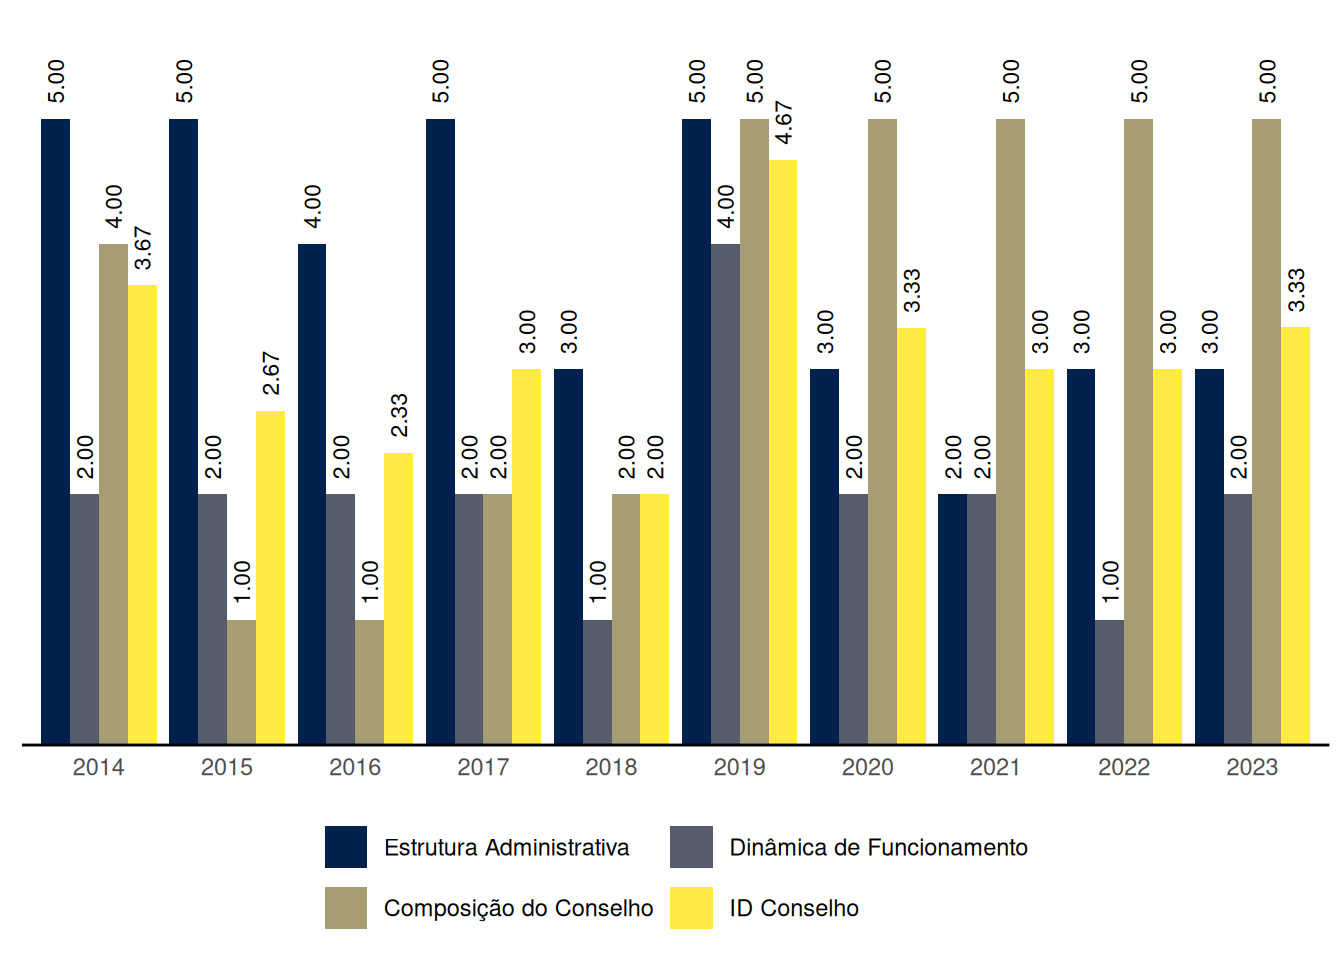 5.00 2.00 4.00 3.67
5.00 2.00 1.00 2.67
4.00 2.00 1.00 2.33
5.00 2.00 2.00 3.00
3.00 1.00 2.00 2.00
5.00 4.00 5.00 4.67
3.00 2.00 5.00 3.33
2.00 2.00 5.00 3.00
3.00 1.00 5.00 3.00
3.00 2.00 5.00 3.33
2014 2015 2016 2017 2018 2019 2020 2021 2022 2023
Estrutura Administrativa Dinâmica de Funcionamento
Composição do Conselho ID Conselho